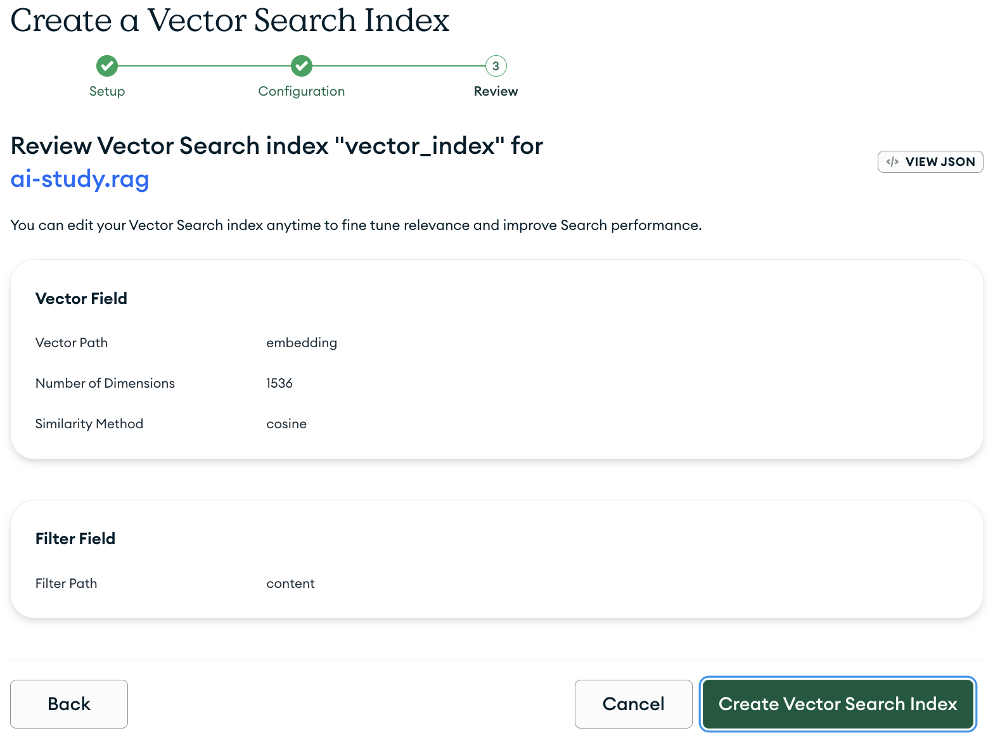 Create a Vector Search Index
3
Setup
Configuration
Review
Review Vector Search index "vector_index" for
ai-study.rag
</> VIEW JSON
You can edit your Vector Search index anytime to fine tune relevance and improve Search performance.
Vector Field
Vector Path embedding
Number of Dimensions 1536
Similarity Method cosine
Filter Field
Filter Path content
Back
Cancel
Create Vector Search Index